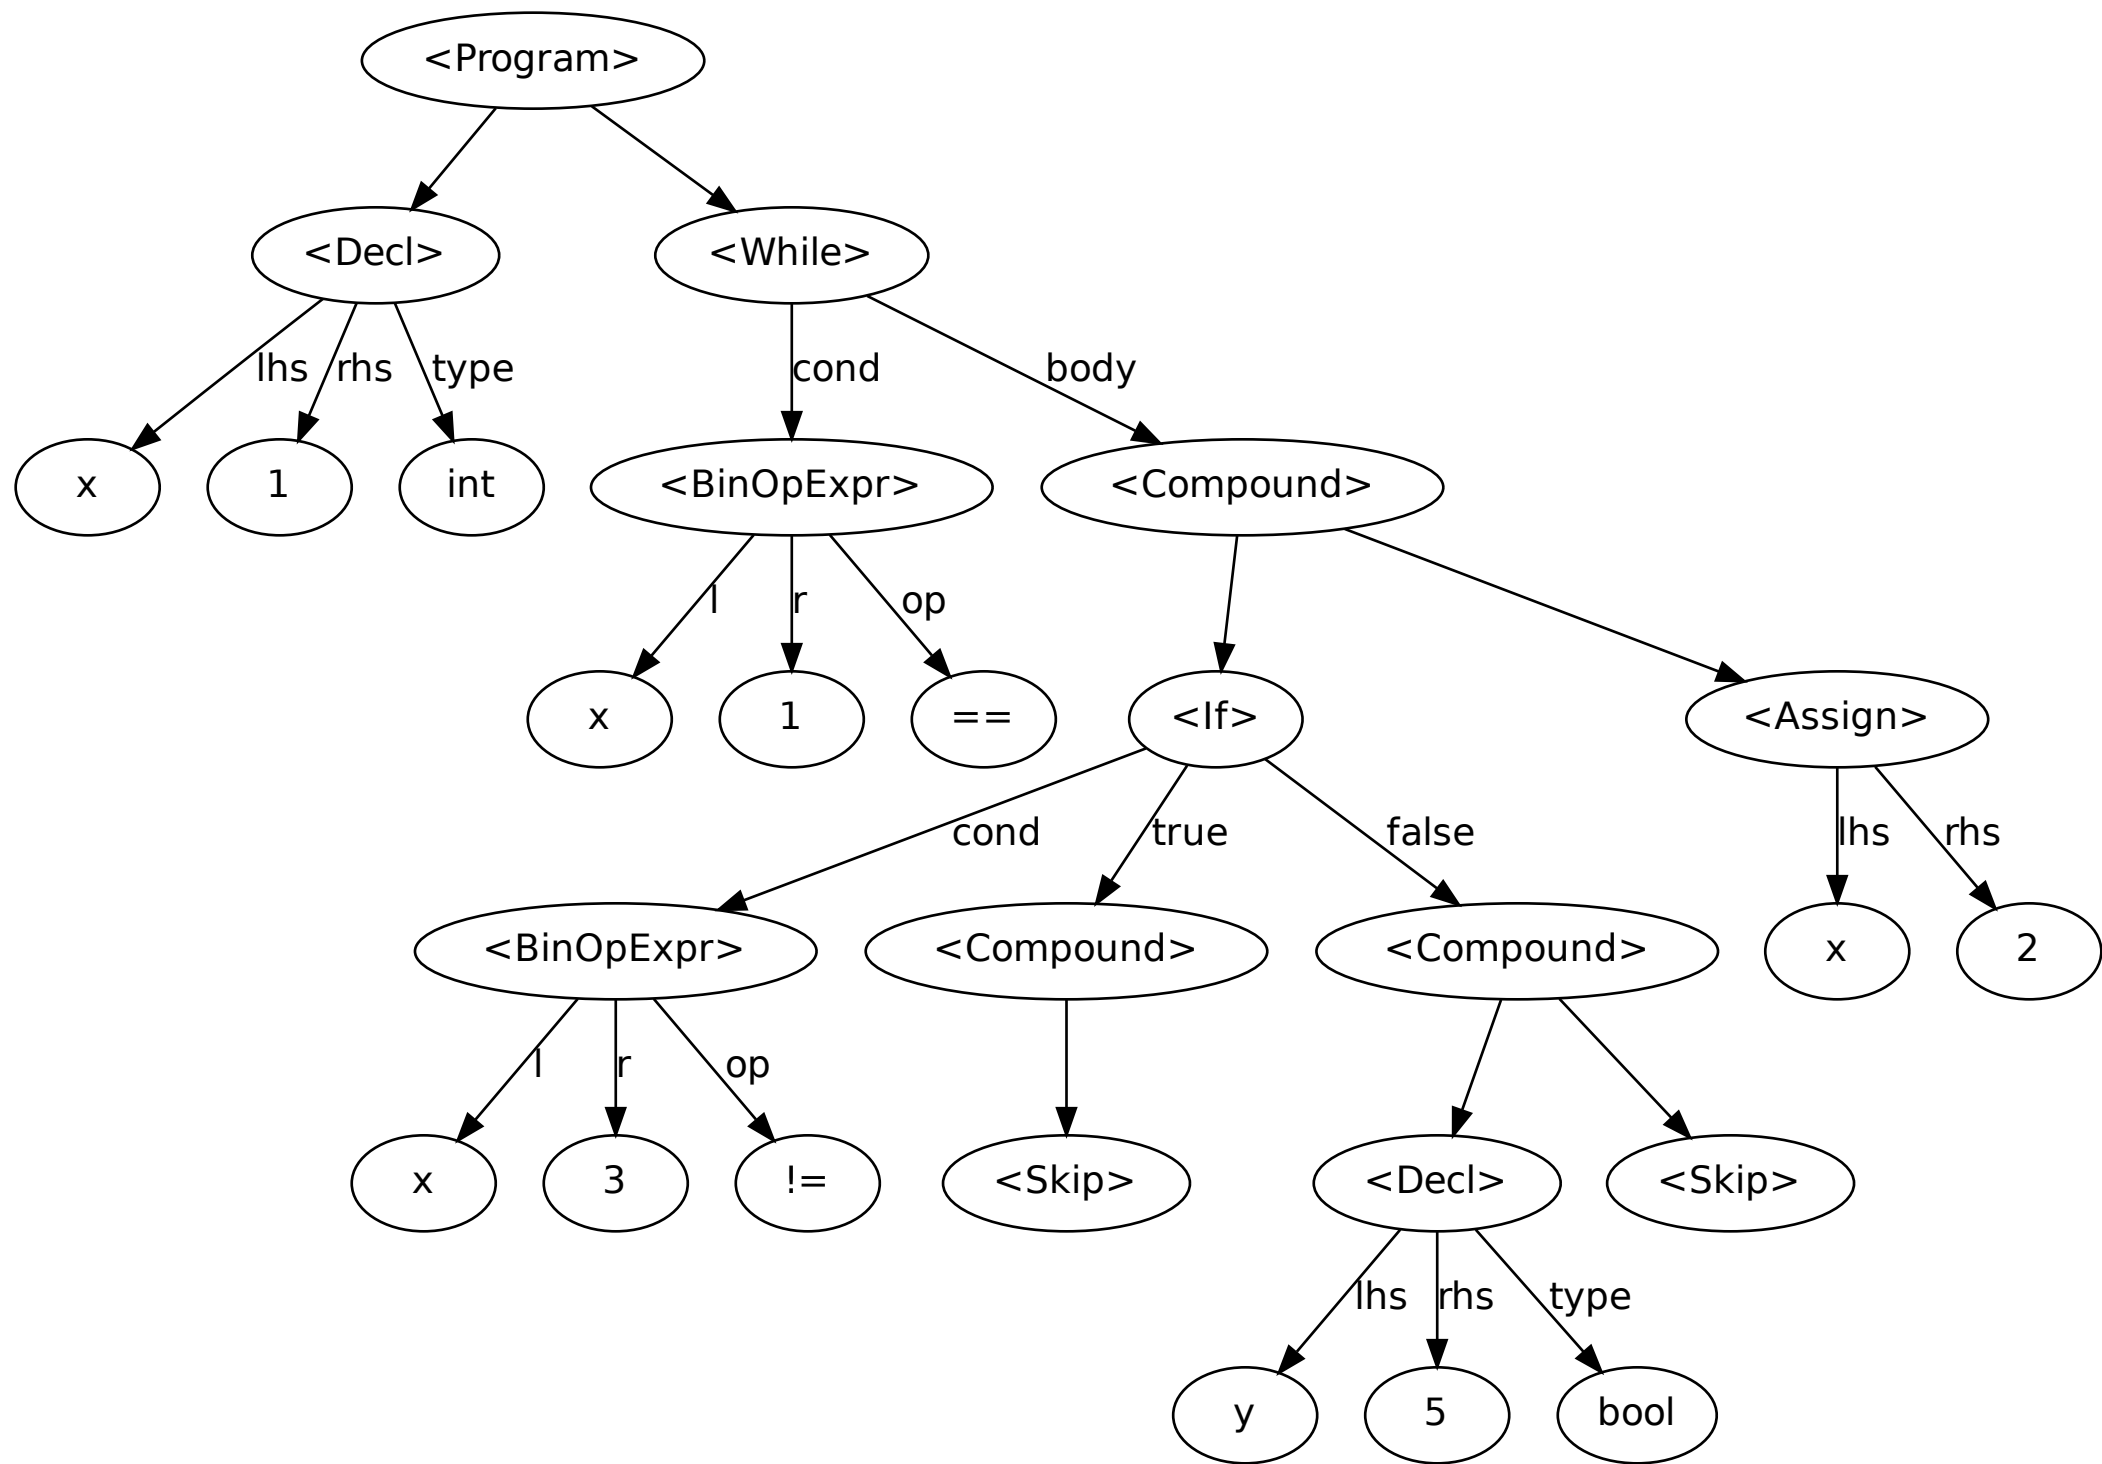 <Program>
<Decl>
<While>
lhs
rhs
type
cond
body
x
1
int
<BinOpExpr>
<Compound>
l
r
op
x
1
==
<If>
<Assign>
cond
true
false
lhs
rhs
<BinOpExpr>
<Compound>
<Compound>
x
2
l
r
op
x
3
!=
<Skip>
<Decl>
<Skip>
lhs
rhs
type
y
5
bool